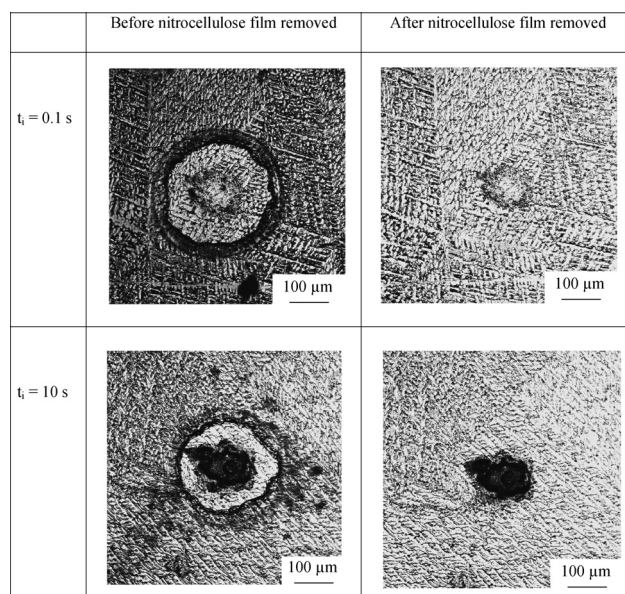 Before nitrocellulose film removed
After nitrocellulose film removed
tᵢ = 0.1 s
100 µm
100 µm
tᵢ = 10 s
100 µm
100 µm